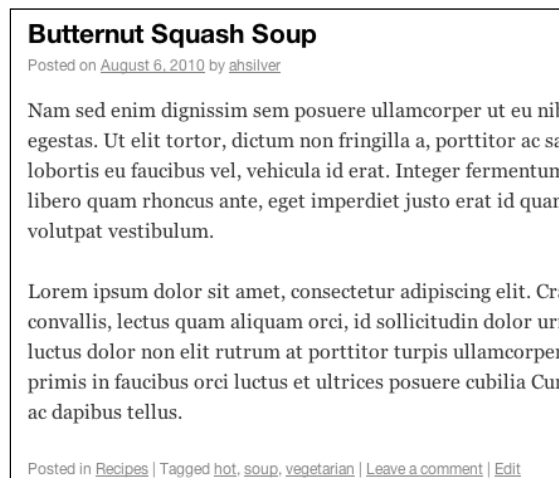 Butternut Squash Soup
Posted on August 6, 2010 by ahsilver
Nam sed enim dignissim sem posuere ullamcorper ut eu
egestas. Ut elit tortor, dictum non fringilla a, porttitor ac
lobortis eu faucibus vel, vehicula id erat. Integer fermentum
libero quam rhoncus ante, eget imperdiet justo erat id
volutpat vestibulum.
Lorem ipsum dolor sit amet, consectetur adipiscing elit.
convallis, lectus quam aliquam orci, id sollicitudin dolor
luctus dolor non elit rutrum at porttitor turpis ullamcorper
primis in faucibus orci luctus et ultrices posuere cubilia
ac dapibus tellus.
Posted in Recipes | Tagged hot, soup, vegetarian | Leave a comment | Edit